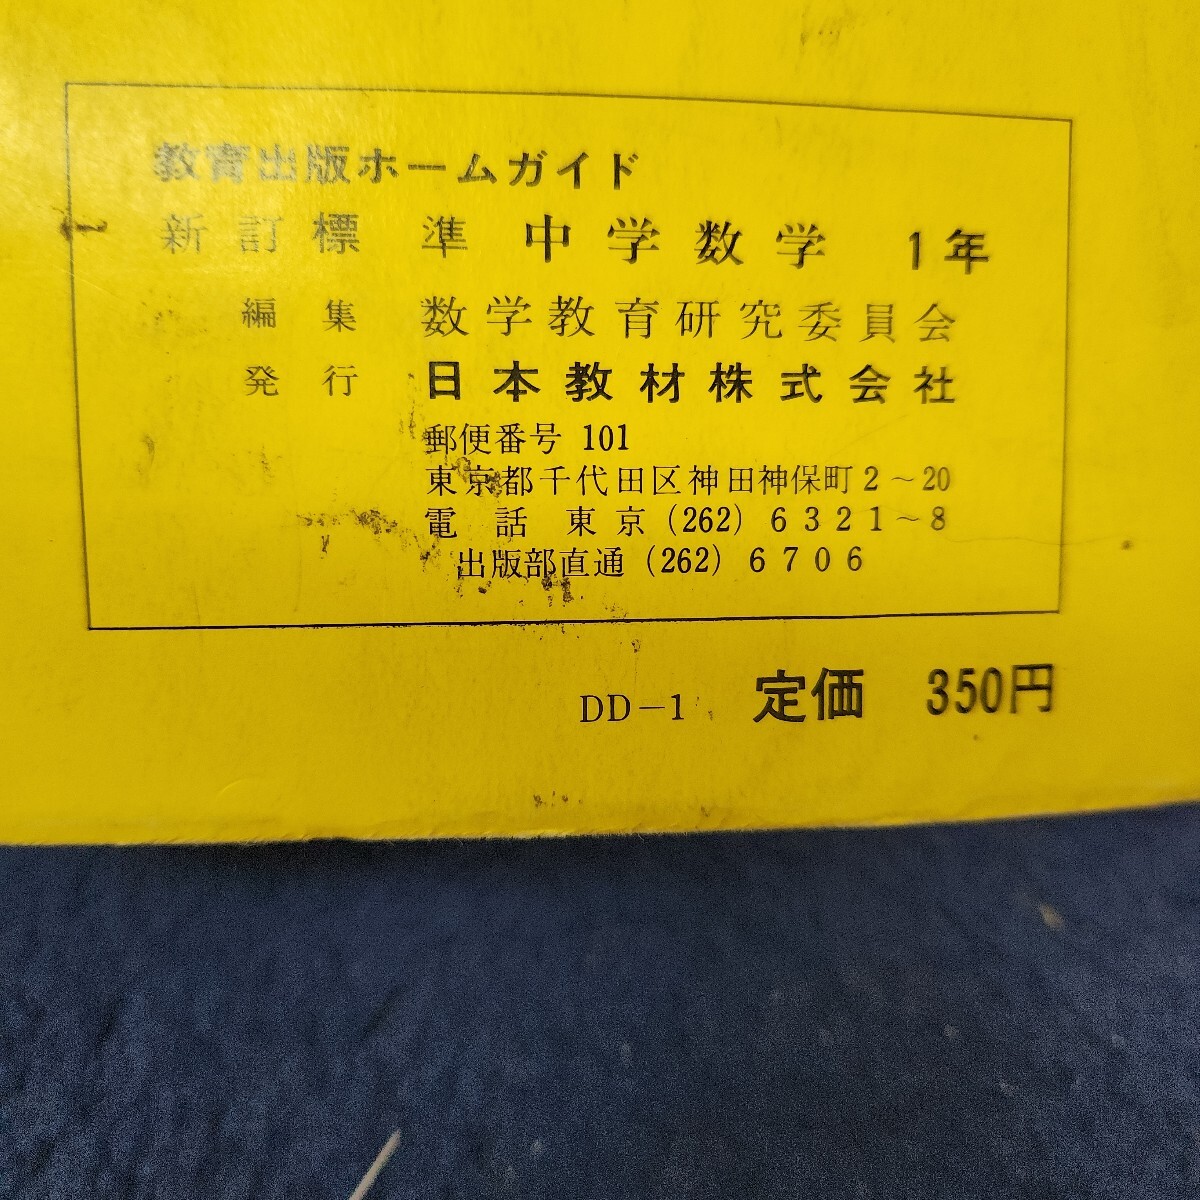 教育出版ホームガイド
新訂標準 中学数学 1年
編集 数学教育研究委員会
発行 日本教材株式会社
郵便番号 101
東京都千代田区神田神保町2～20
電話 東京(262)6321～8
出版部直通(262)6706
DD-1 定価 350円